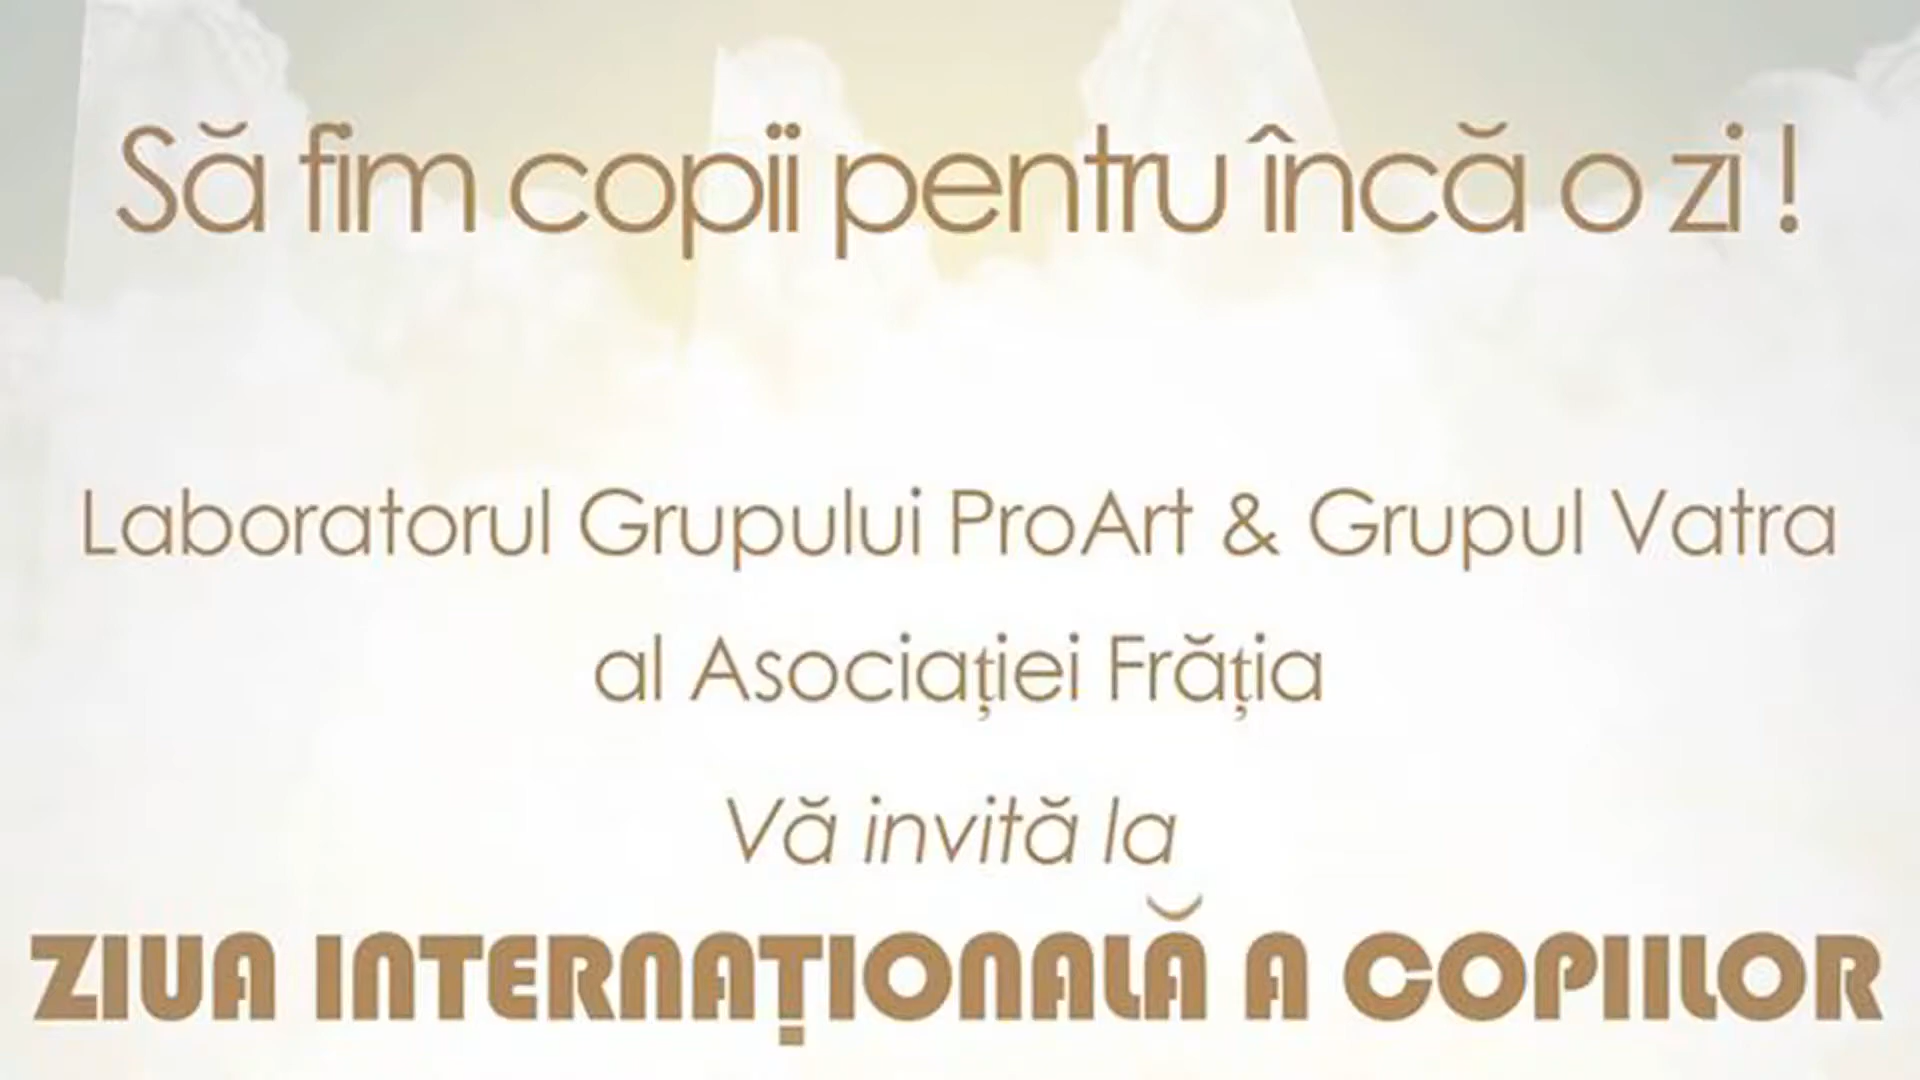 Să fim copii pentru încă o zi !
Laboratorul Grupului ProArt & Grupul Vatra
al Asociației Frăția
Vă invită la
ZIUA INTERNAȚIONALĂ A COPIILOR